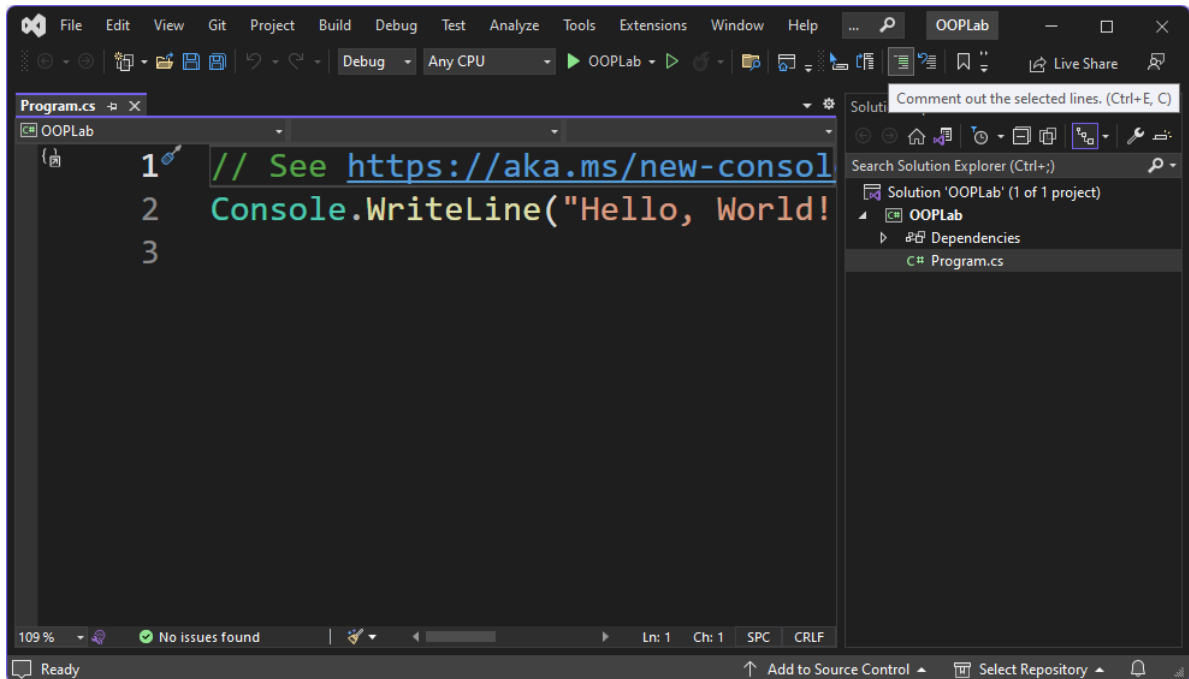 File Edit View Git Project Build Debug Test Analyze Tools Extensions Window Help ... OOPLab
Debug Any CPU OOPLab Live Share
Comment out the selected lines. (Ctrl+E, C)
Program.cs
Soluti
OOPLab
Search Solution Explorer (Ctrl+;)
Solution 'OOPLab' (1 of 1 project)
C# OOPLab
Dependencies
C# Program.cs
1 // See https://aka.ms/new-consol
2 Console.WriteLine("Hello, World!
3
109 % No issues found Ln: 1 Ch: 1 SPC CRLF
Ready Add to Source Control Select Repository